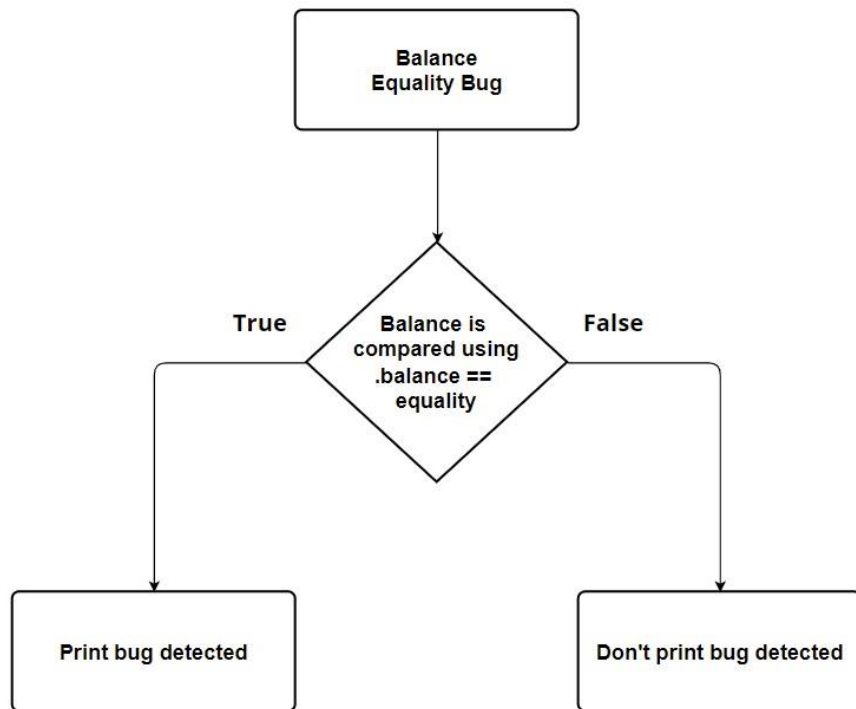 Balance
Equality Bug
True
False
Balance is
compared using
.balance ==
equality
Print bug detected
Don't print bug detected